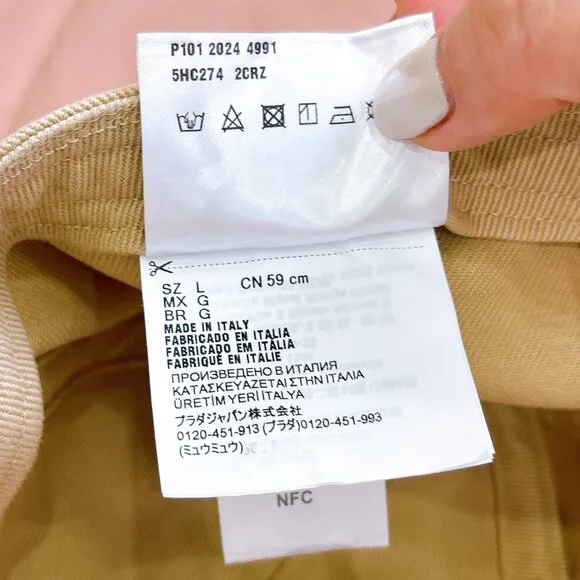 P101 2024 4991
5HC274 2CRZ
SZ L CN 59 cm
MX G
BR G
MADE IN ITALY
FABRICADO EN ITALIA
FABRICADO EM ITÁLIA
FABRIQUÉ EN ITALIE
ПРОИЗВЕДЕНО В ИТАЛИЯ
ΚΑΤΑΣΚΕΥΑΖΕΤΑΙ ΣΤΗΝ ΙΤΑΛΙΑ
ÜRETİM YERİ İTALYA
プラダジャパン株式会社
0120-451-913 (プラダ) 0120-451-993
(ミュウミュウ)
NFC